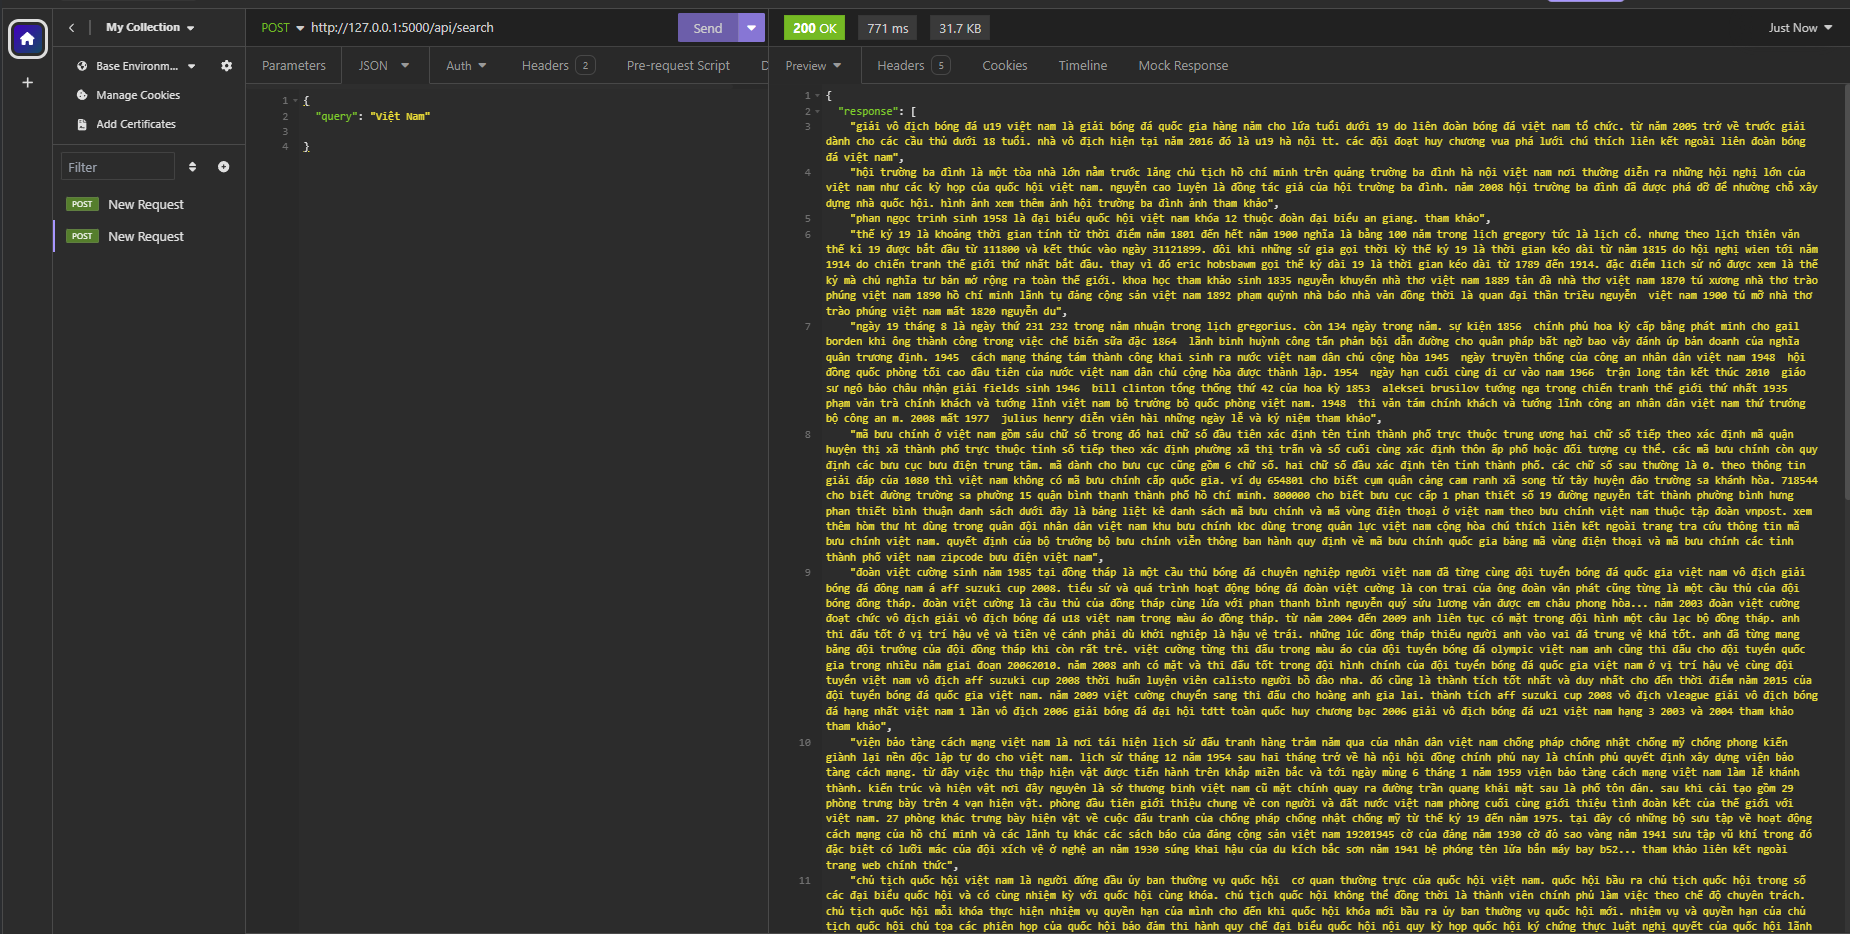 My Collection
POST http://127.0.0.1:5000/api/search
Send
200 OK 771 ms 31.7 KB
Just Now
Base Environm...
Manage Cookies
Add Certificates
Filter
POST New Request
POST New Request
Parameters JSON Auth Headers 2 Pre-request Script D
1 {
2 "query": "Việt Nam"
3
4 }
Preview Headers 5 Cookies Timeline Mock Response
1 {
2 "response": [
3 "giải vô địch bóng đá u19 việt nam là giải bóng đá quốc gia hàng năm cho lứa tuổi dưới 19 do liên đoàn bóng đá việt nam tổ chức. từ năm 2005 trở về trước giải
dành cho các cầu thủ dưới 18 tuổi. nhà vô địch hiện tại năm 2016 đó là u19 hà nội tt. các đội đoạt huy chương vua phá lưới chú thích liên kết ngoài liên đoàn bóng
đá việt nam",
4 "hội trường ba đình là một tòa nhà lớn nằm trước lăng chủ tịch hồ chí minh trên quảng trường ba đình hà nội việt nam nơi thường diễn ra những hội nghị lớn của
việt nam như các kỳ họp của quốc hội việt nam. nguyễn cao luyện là đồng tác giả của hội trường ba đình. năm 2008 hội trường ba đình đã được phá dỡ để nhường chỗ xây
dựng nhà quốc hội. hình ảnh xem thêm ảnh hội trường ba đình ảnh tham khảo",
5 "phan ngọc trinh sinh 1958 là đại biểu quốc hội việt nam khóa 12 thuộc đoàn đại biểu an giang. tham khảo",
6 "thế kỷ 19 là khoảng thời gian tính từ thời điểm năm 1801 đến hết năm 1900 nghĩa là bằng 100 năm trong lịch gregory tức là lịch cổ. nhưng theo lịch thiên văn
thế kỉ 19 được bắt đầu từ 111800 và kết thúc vào ngày 31121899. đôi khi những sử gia gọi thời kỳ thế kỷ 19 là thời gian kéo dài từ năm 1815 do hội nghị wien tới năm
1914 do chiến tranh thế giới thứ nhất bắt đầu. thay vì đó eric hobsbawm gọi thế kỷ dài 19 là thời gian kéo dài từ 1789 đến 1914. đặc điểm lich sử nó được xem là thế
kỷ mà chủ nghĩa tư bản mở rộng ra toàn thế giới. khoa học tham khảo sinh 1835 nguyễn khuyến nhà thơ việt nam 1889 tản đà nhà thơ việt nam 1870 tú xương nhà thơ trào
phúng việt nam 1890 hồ chí minh lãnh tụ đảng cộng sản việt nam 1892 phạm quỳnh nhà báo nhà văn đồng thời là quan đại thần triều nguyễn  việt nam 1900 tú mỡ nhà thơ
trào phúng việt nam mất 1820 nguyễn du",
7 "ngày 19 tháng 8 là ngày thứ 231 232 trong năm nhuận trong lịch gregorius. còn 134 ngày trong năm. sự kiện 1856  chính phủ hoa kỳ cấp bằng phát minh cho gail
borden khi ông thành công trong việc chế biến sữa đặc 1864  lãnh binh huỳnh công tấn phản bội dẫn đường cho quân pháp bất ngờ bao vây đánh úp bản doanh của nghĩa
quân trương định. 1945  cách mạng tháng tám thành công khai sinh ra nước việt nam dân chủ cộng hòa 1945  ngày truyền thống của công an nhân dân việt nam 1948  hội
đồng quốc phòng tối cao đầu tiên của nước việt nam dân chủ cộng hòa được thành lập. 1954  ngày hạn cuối cùng di cư vào nam 1966  trận long tân kết thúc 2010  giáo
sư ngô bảo châu nhận giải fields sinh 1946  bill clinton tổng thống thứ 42 của hoa kỳ 1853  aleksei brusilov tướng nga trong chiến tranh thế giới thứ nhất 1935
phạm văn trà chính khách và tướng lĩnh việt nam bộ trưởng bộ quốc phòng việt nam. 1948  thi văn tám chính khách và tướng lĩnh công an nhân dân việt nam thứ trưởng
bộ công an m. 2008 mất 1977  julius henry diễn viên hài những ngày lễ và kỷ niệm tham khảo",
8 "mã bưu chính ở việt nam gồm sáu chữ số trong đó hai chữ số đầu tiên xác định tên tỉnh thành phố trực thuộc trung ương hai chữ số tiếp theo xác định mã quận
huyện thị xã thành phố trực thuộc tỉnh số tiếp theo xác định phường xã thị trấn và số cuối cùng xác định thôn ấp phố hoặc đối tượng cụ thể. các mã bưu chính còn quy
định các bưu cục bưu điện trung tâm. mã dành cho bưu cục cũng gồm 6 chữ số. hai chữ số đầu xác định tên tỉnh thành phố. các chữ số sau thường là 0. theo thông tin
giải đáp của 1080 thì việt nam không có mã bưu chính cấp quốc gia. ví dụ 654801 cho biết cụm quân cảng cam ranh xã song tử tây huyện đảo trường sa khánh hòa. 718544
cho biết đường trường sa phường 15 quận bình thạnh thành phố hồ chí minh. 800000 cho biết bưu cục cấp 1 phan thiết số 19 đường nguyễn tất thành phường bình hưng
phan thiết bình thuận danh sách dưới đây là bảng liệt kê danh sách mã bưu chính và mã vùng điện thoại ở việt nam theo bưu chính việt nam thuộc tập đoàn vnpost. xem
thêm hòm thư ht dùng trong quân đội nhân dân việt nam khu bưu chính kbc dùng trong quân lực việt nam cộng hòa chú thích liên kết ngoài trang tra cứu thông tin mã
bưu chính việt nam. quyết định của bộ trưởng bộ bưu chính viễn thông ban hành quy định về mã bưu chính quốc gia bảng mã vùng điện thoại và mã bưu chính các tỉnh
thành phố việt nam zipcode bưu điện việt nam",
9 "đoàn việt cường sinh năm 1985 tại đồng tháp là một cầu thủ bóng đá chuyên nghiệp người việt nam đã từng cùng đội tuyển bóng đá quốc gia việt nam vô địch giải
bóng đá đông nam á aff suzuki cup 2008. tiểu sử và quá trình hoạt động bóng đá đoàn việt cường là con trai của ông đoàn văn phát cũng từng là một cầu thủ của đội
bóng đồng tháp. đoàn việt cường là cầu thủ của đồng tháp cùng lứa với phan thanh bình nguyễn quý sửu lương văn được em châu phong hòa... năm 2003 đoàn việt cường
đoạt chức vô địch giải vô địch bóng đá u18 việt nam trong màu áo đồng tháp. từ năm 2004 đến 2009 anh liên tục có mặt trong đội hình một câu lạc bộ đồng tháp. anh
thi đấu tốt ở vị trí hậu vệ và tiền vệ cánh phải dù khởi nghiệp là hậu vệ trái. những lúc đồng tháp thiếu người anh vào vai đá trung vệ khá tốt. anh đã từng mang
băng đội trưởng của đội đồng tháp khi còn rất trẻ. việt cường từng thi đấu trong màu áo của đội tuyển bóng đá olympic việt nam anh cũng thi đấu cho đội tuyển quốc
gia trong nhiều năm giai đoạn 20062010. năm 2008 anh có mặt và thi đấu tốt trong đội hình chính của đội tuyển bóng đá quốc gia việt nam ở vị trí hậu vệ cùng đội
tuyển việt nam vô địch aff suzuki cup 2008 thời huấn luyện viên calisto người bồ đào nha. đó cũng là thành tích tốt nhất và duy nhất cho đến thời điểm năm 2015 của
đội tuyển bóng đá quốc gia việt nam. năm 2009 việt cường chuyển sang thi đấu cho hoàng anh gia lai. thành tích aff suzuki cup 2008 vô địch vleague giải vô địch bóng
đá hạng nhất việt nam 1 lần vô địch 2006 giải bóng đá đại hội tdtt toàn quốc huy chương bạc 2006 giải vô địch bóng đá u21 việt nam hạng 3 2003 và 2004 tham khảo
tham khảo",
10 "viện bảo tàng cách mạng việt nam là nơi tái hiện lịch sử đấu tranh hàng trăm năm qua của nhân dân việt nam chống pháp chống nhật chống mỹ chống phong kiến
giành lại nền độc lập tự do cho việt nam. lịch sử tháng 12 năm 1954 sau hai tháng trở về hà nội hội đồng chính phủ nay là chính phủ quyết định xây dựng viện bảo
tàng cách mạng. từ đây việc thu thập hiện vật được tiến hành trên khắp miền bắc và tới ngày mùng 6 tháng 1 năm 1959 viện bảo tàng cách mạng việt nam làm lễ khánh
thành. kiến trúc và hiện vật nơi đây nguyên là sở thương binh việt nam cũ mặt chính quay ra đường trần quang khải mặt sau là phố tôn đản. sau khi cải tạo gồm 29
phòng trưng bày trên 4 vạn hiện vật. phòng đầu tiên giới thiệu chung về con người và đất nước việt nam phòng cuối cùng giới thiệu tình đoàn kết của thế giới với
việt nam. 27 phòng khác trưng bày hiện vật về cuộc đấu tranh của chống pháp chống nhật chống mỹ từ thế kỷ 19 đến năm 1975. tại đây có những bộ sưu tập về hoạt động
cách mạng của hồ chí minh và các lãnh tụ khác các sách báo của đảng cộng sản việt nam 19201945 cờ của đảng năm 1930 cờ đỏ sao vàng năm 1941 sưu tập vũ khí trong đó
đặc biệt có lưỡi mác của đội xích vệ ở nghệ an năm 1930 súng khai hậu của du kích bắc sơn năm 1941 bệ phóng tên lửa bắn máy bay b52... tham khảo liên kết ngoài
trang web chính thức",
11 "chủ tịch quốc hội việt nam là người đứng đầu ủy ban thường vụ quốc hội  cơ quan thường trực của quốc hội việt nam. quốc hội bầu ra chủ tịch quốc hội trong số
các đại biểu quốc hội và có cùng nhiệm kỳ với quốc hội cùng khóa. chủ tịch quốc hội không thể đồng thời là thành viên chính phủ làm việc theo chế độ chuyên trách.
chủ tịch quốc hội mỗi khóa thực hiện nhiệm vụ quyền hạn của mình cho đến khi quốc hội khóa mới bầu ra ủy ban thường vụ quốc hội mới. nhiệm vụ và quyền hạn của chủ
tịch quốc hội chủ tọa các phiên họp của quốc hội bảo đảm thi hành quy chế đại biểu quốc hội nội quy kỳ họp quốc hội ký chứng thực luật nghị quyết của quốc hội lãnh